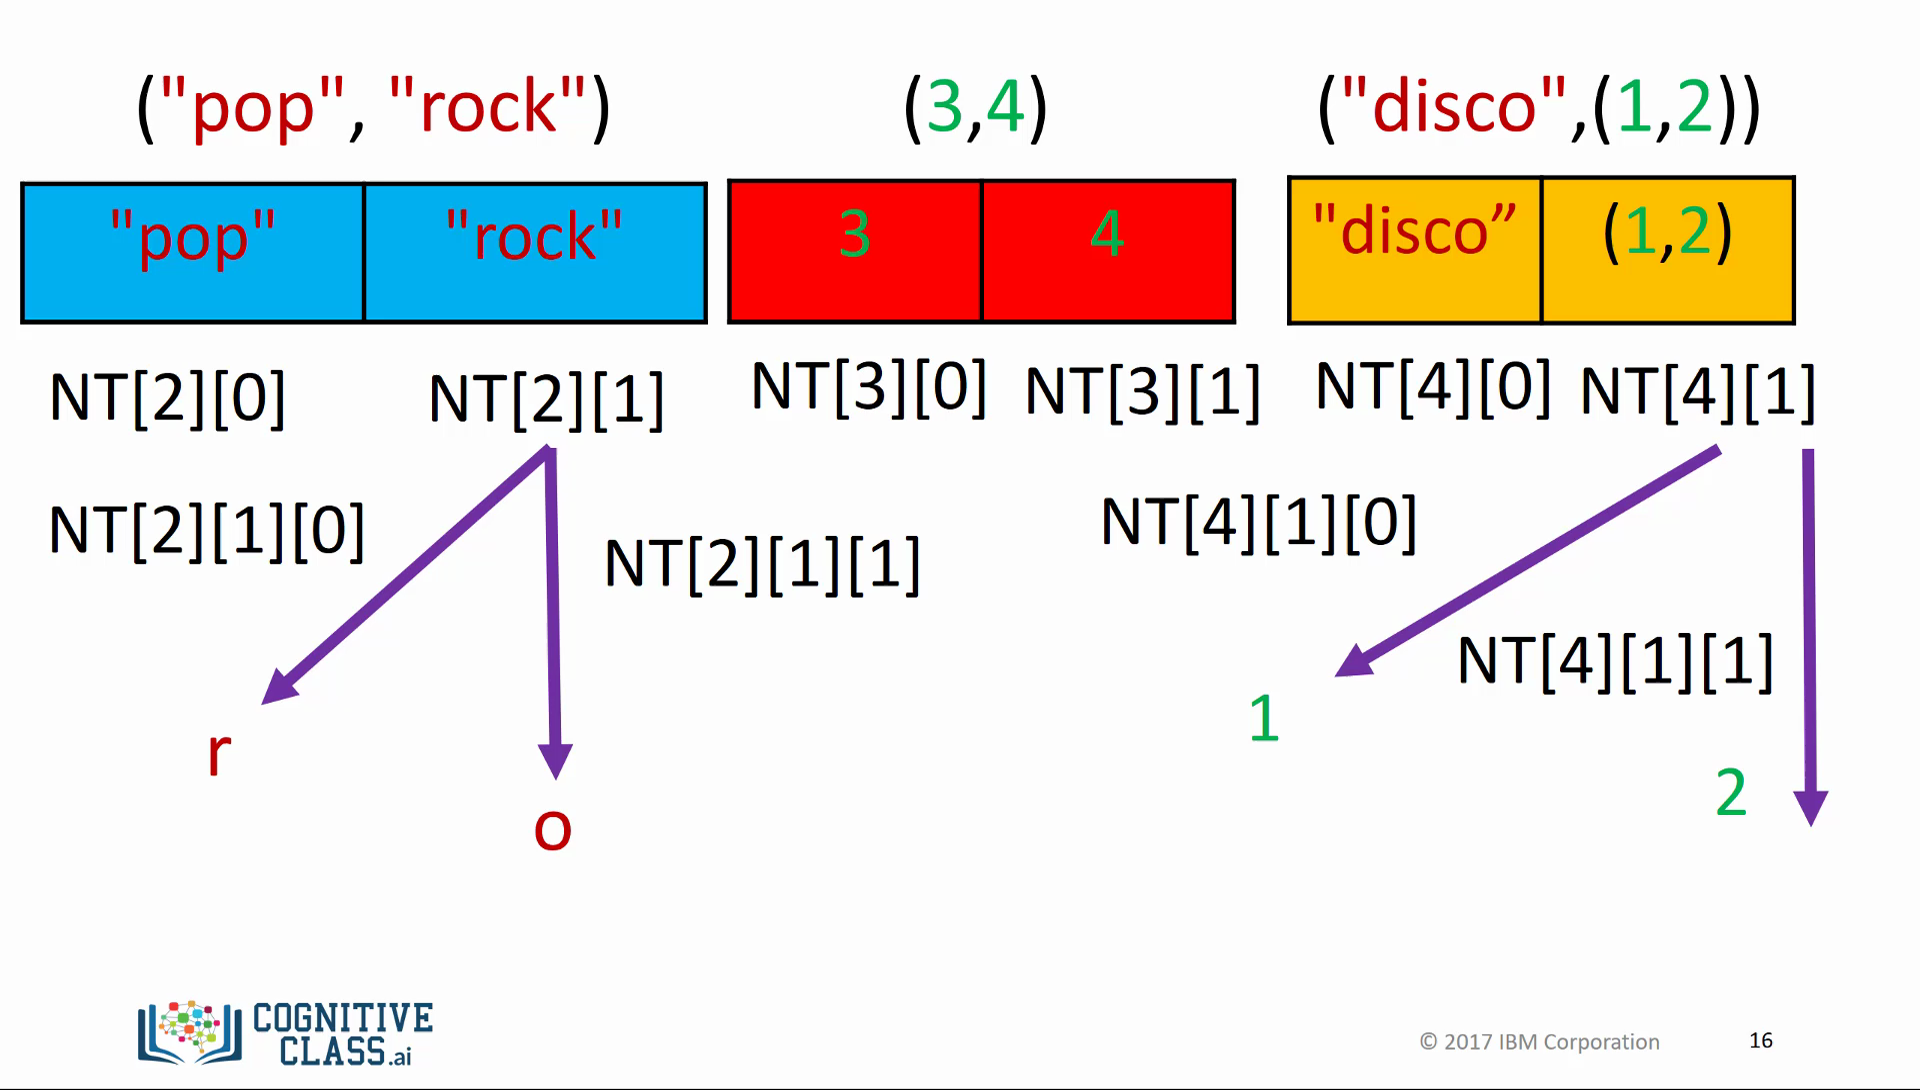 ("pop", "rock")
(3,4)
("disco",(1,2))
"pop"
"rock"
3
4
"disco”
(1,2)
NT[2][0]
NT[2][1]
NT[3][0]
NT[3][1]
NT[4][0]
NT[4][1]
NT[2][1][0]
NT[2][1][1]
NT[4][1][0]
NT[4][1][1]
r
o
1
2
COGNITIVE
CLASS.ai
© 2017 IBM Corporation
16